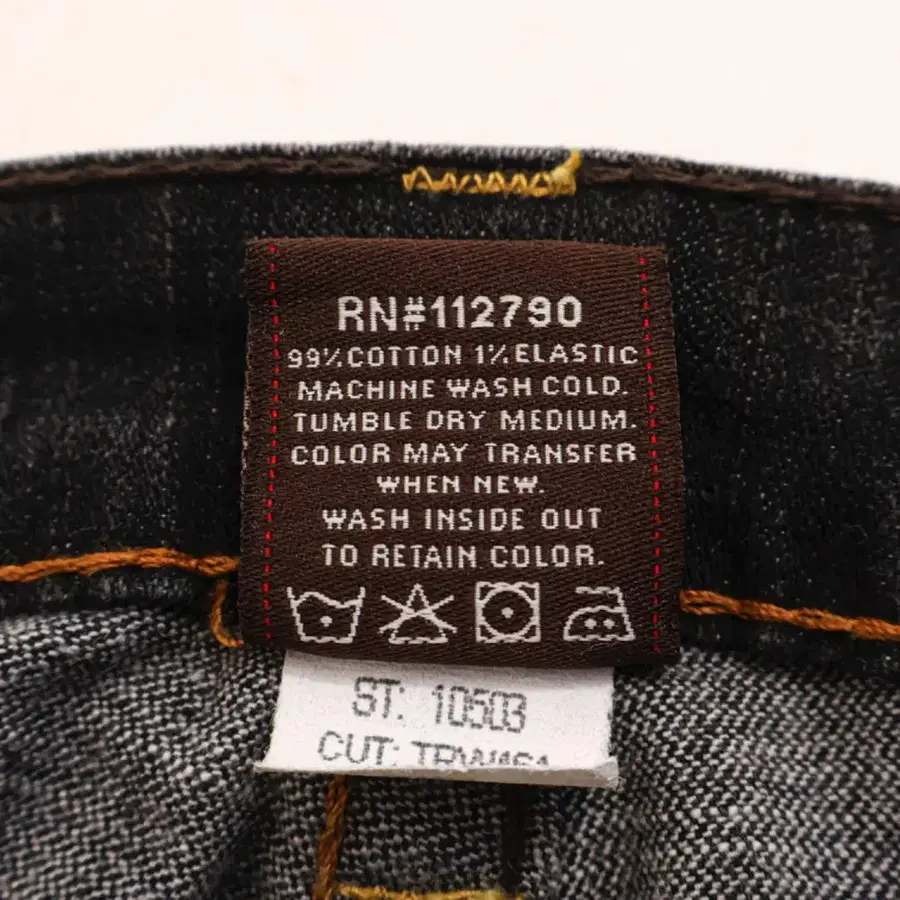 RN#112790
99%COTTON 1%ELASTIC
MACHINE WASH COLD.
TUMBLE DRY MEDIUM.
COLOR MAY TRANSFER
WHEN NEW.
WASH INSIDE OUT
TO RETAIN COLOR.
ST: 10503
CUT: